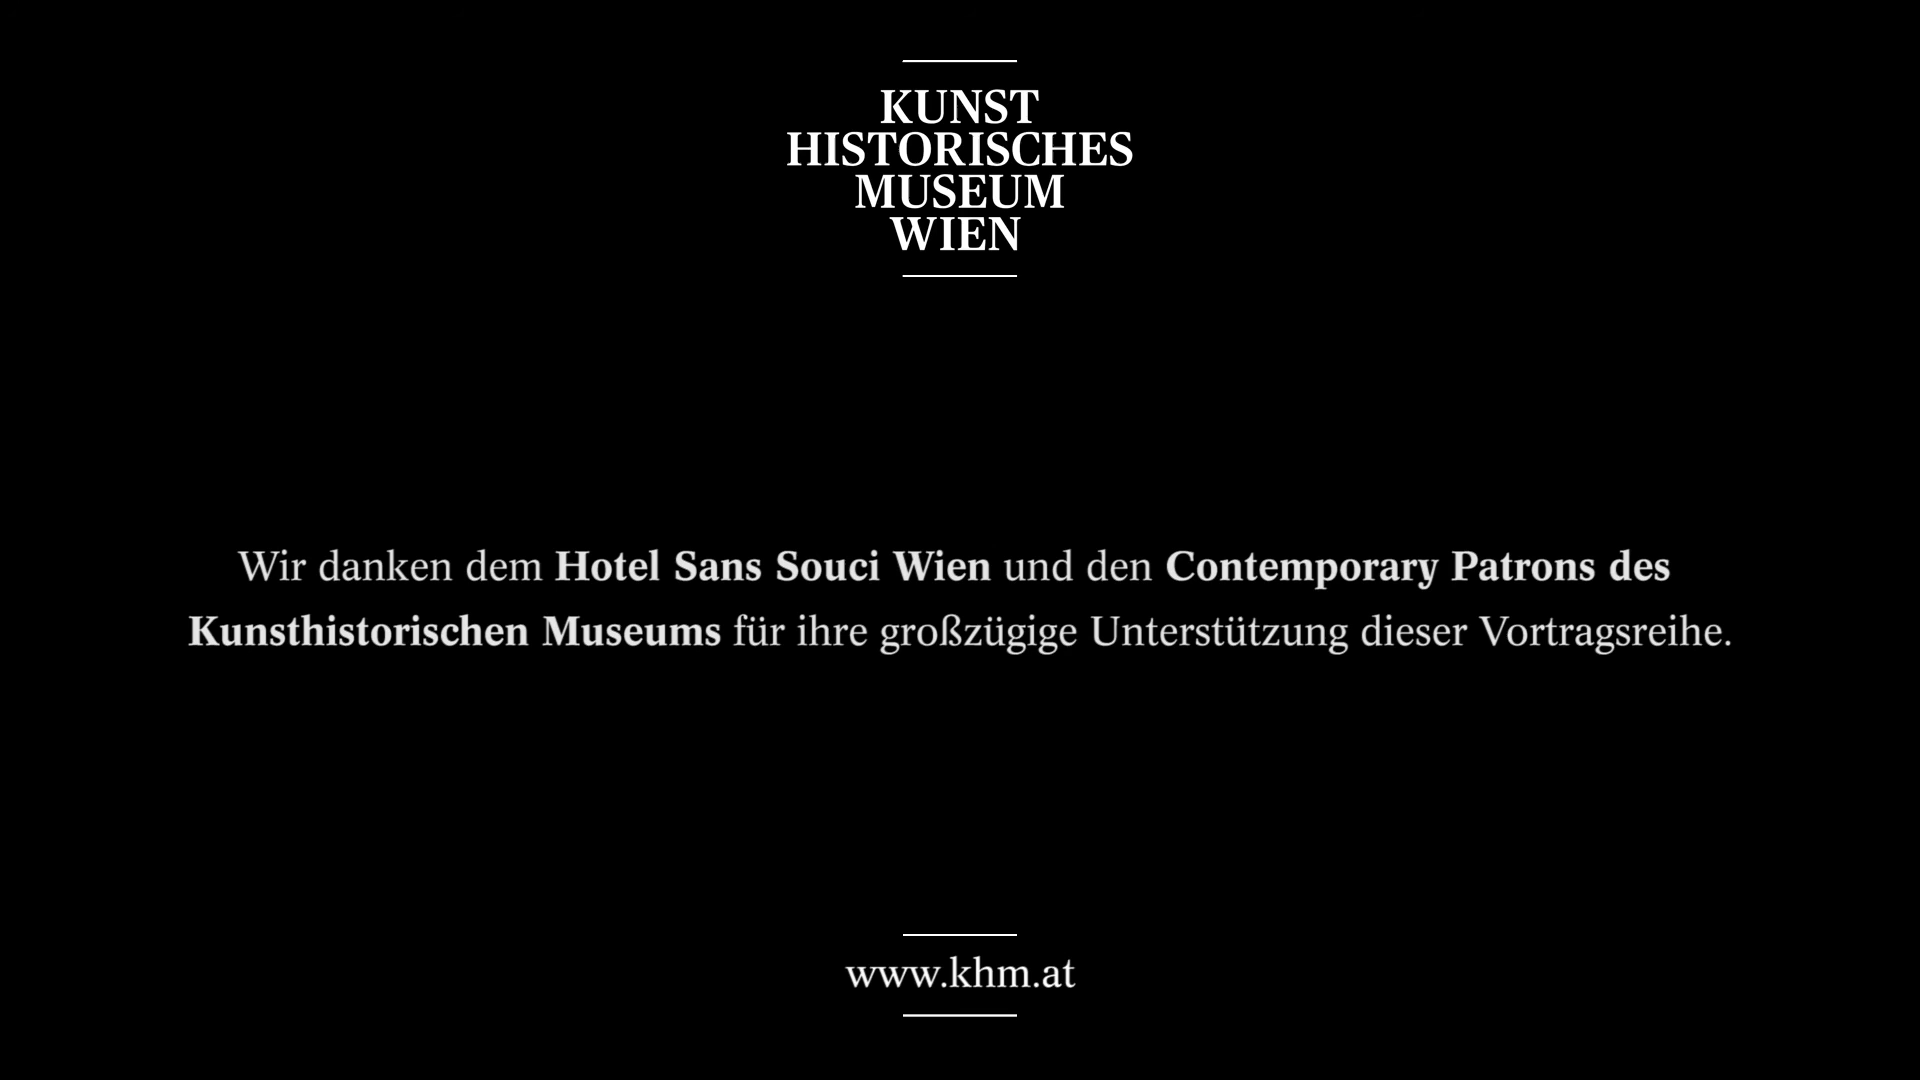 KUNST
HISTORISCHES
MUSEUM
WIEN
Wir danken dem Hotel Sans Souci Wien und den Contemporary Patrons des
Kunsthistorischen Museums für ihre großzügige Unterstützung dieser Vortragsreihe.
www.khm.at